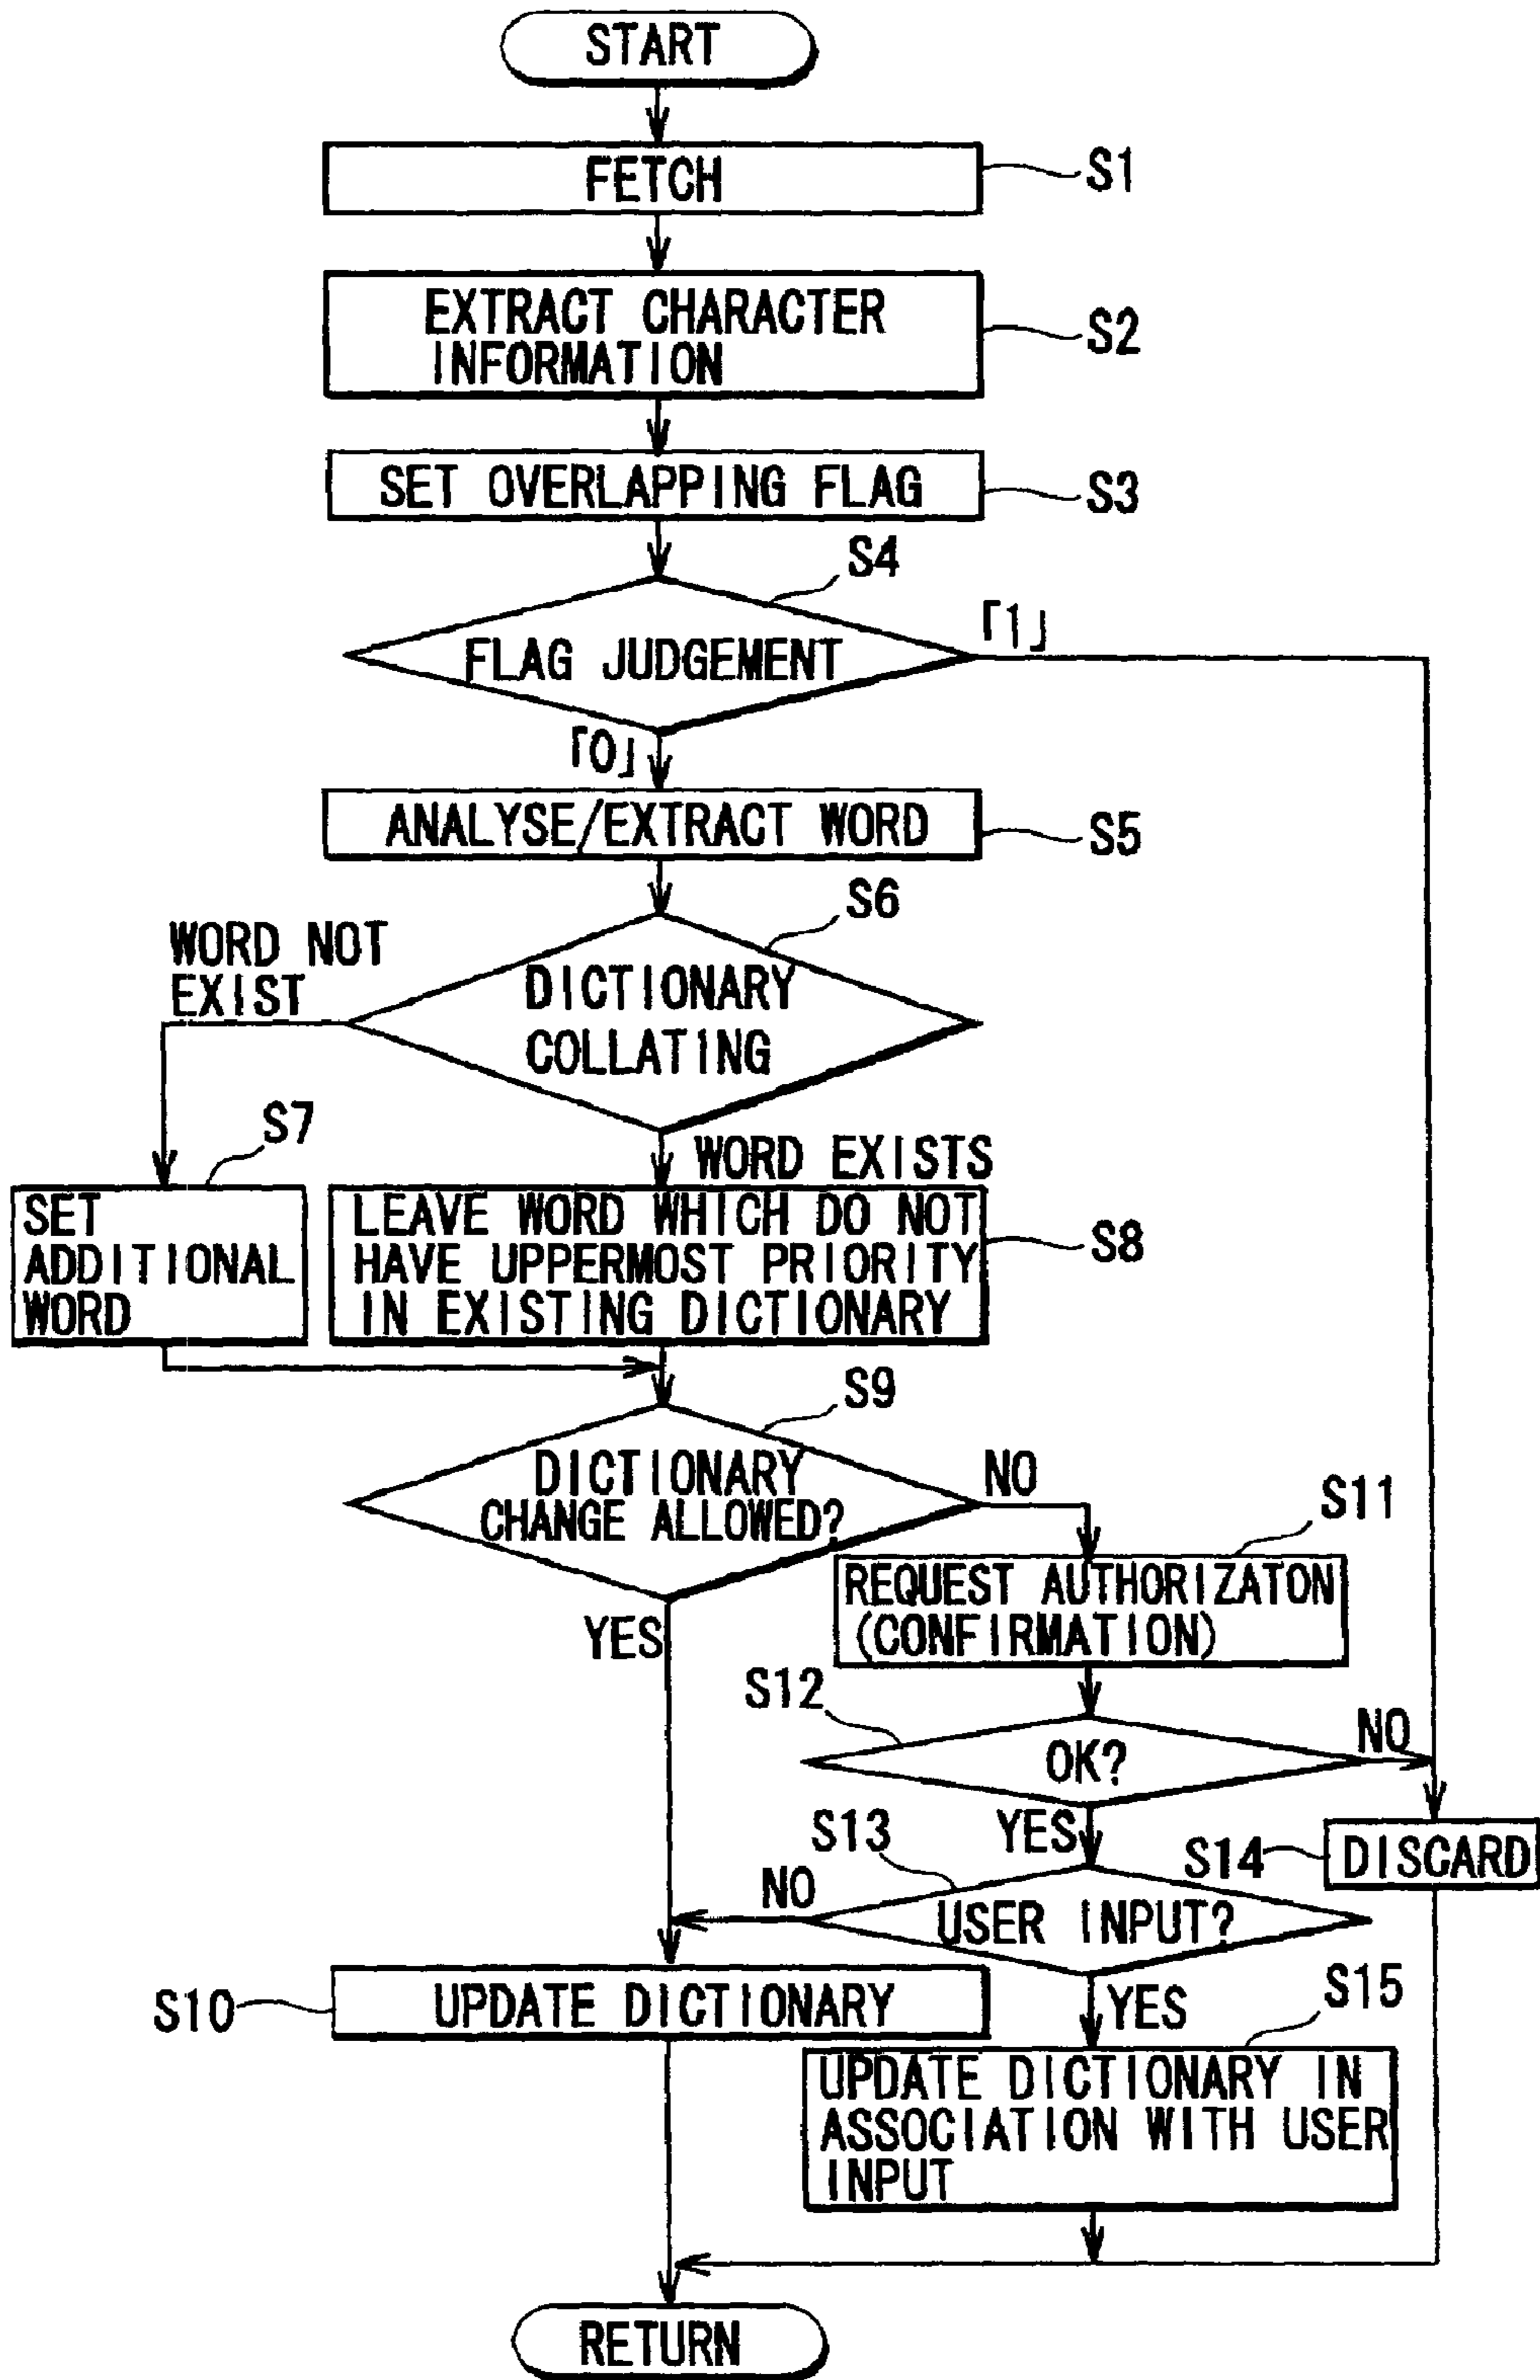 START
FETCH
S1
EXTRACT CHARACTER
INFORMATION
S2
SET OVERLAPPING FLAG
S3
S4
FLAG JUDGEMENT
「1」
「0」
ANALYSE/EXTRACT WORD
S5
S6
WORD NOT
EXIST
DICTIONARY
COLLATING
S7
WORD EXISTS
SET
ADDITIONAL
WORD
LEAVE WORD WHICH DO NOT
HAVE UPPERMOST PRIORITY
IN EXISTING DICTIONARY
S8
S9
DICTIONARY
CHANGE ALLOWED?
NO
YES
S11
REQUEST AUTHORIZATON
(CONFIRMATION)
S12
OK?
NO
YES
S13
S14
DISCARD
NO
USER INPUT?
S10
UPDATE DICTIONARY
YES
S15
UPDATE DICTIONARY IN
ASSOCIATION WITH USER
INPUT
RETURN